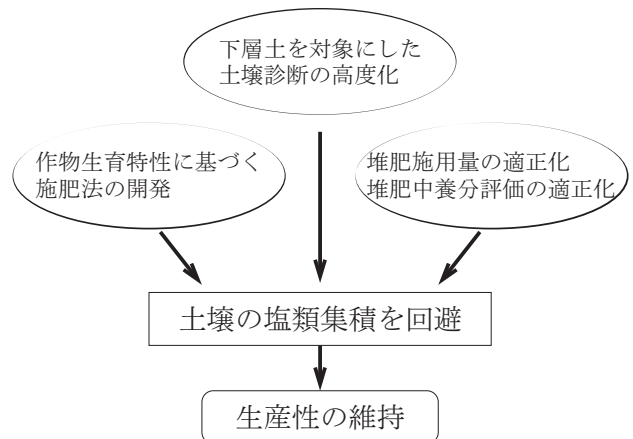 下層土を対象にした
土壌診断の高度化
作物生育特性に基づく
施肥法の開発
堆肥施用量の適正化
堆肥中養分評価の適正化
土壌の塩類集積を回避
生産性の維持